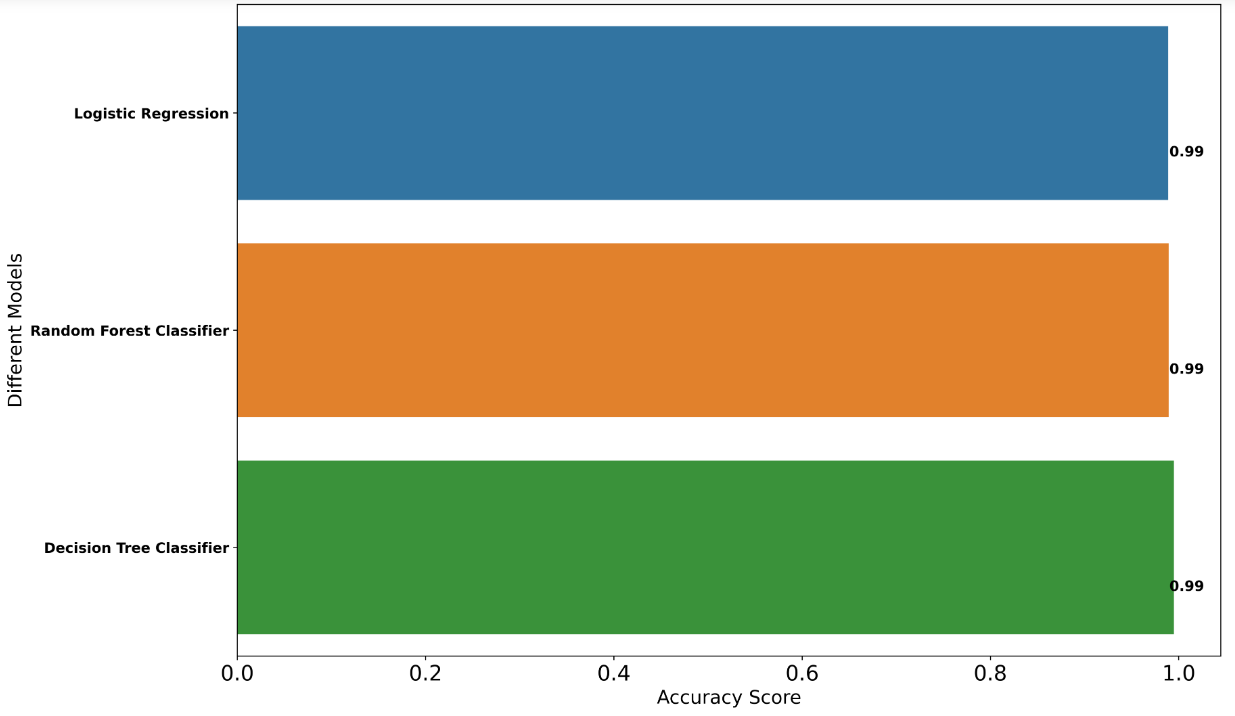 Different Models
Logistic Regression
0.99
Random Forest Classifier
0.99
Decision Tree Classifier
0.99
0.0 0.2 0.4 0.6 0.8 1.0
Accuracy Score